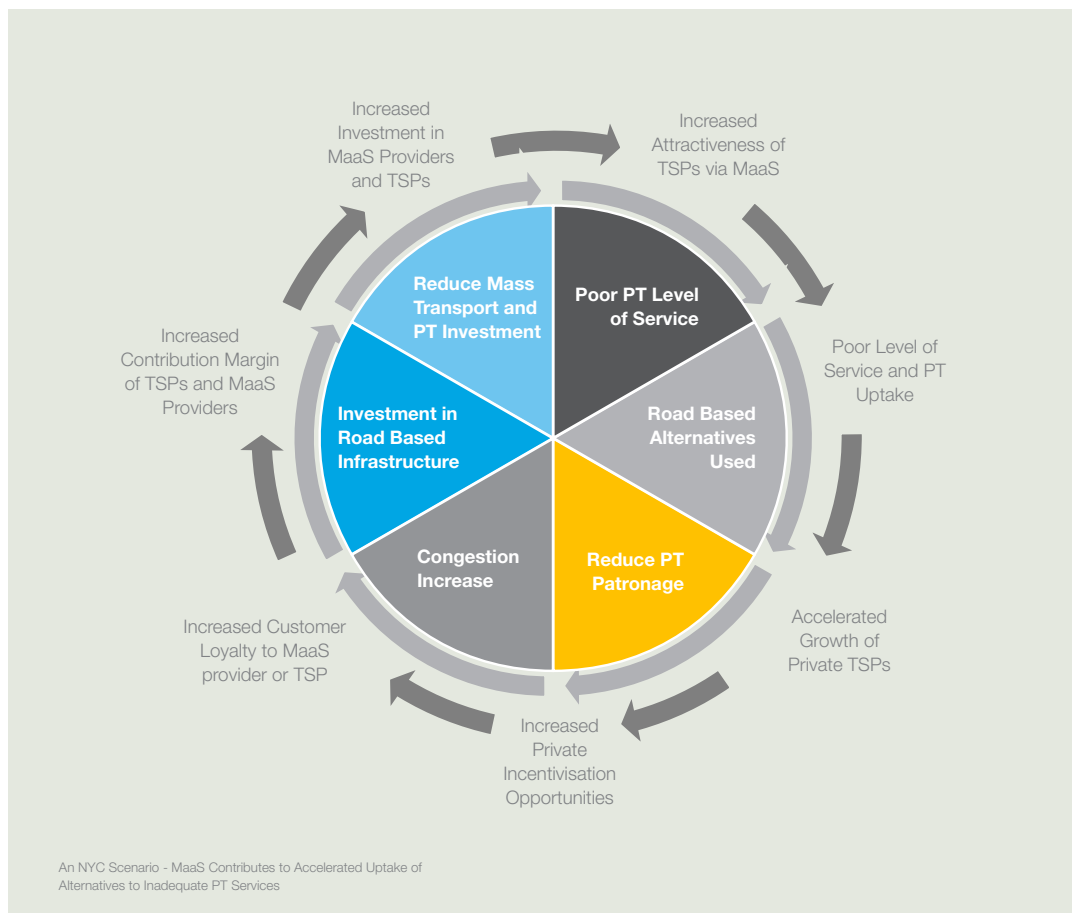 Increased
Investment in
MaaS Providers
and TSPs
Increased
Attractiveness of
TSPs via MaaS
Reduce Mass
Transport and
PT Investment
Poor PT Level
of Service
Increased
Contribution Margin
of TSPs and MaaS
Providers
Poor Level of
Service and PT
Uptake
Investment in
Road Based
Infrastructure
Road Based
Alternatives
Used
Congestion
Increase
Reduce PT
Patronage
Increased Customer
Loyalty to MaaS
provider or TSP
Accelerated
Growth of
Private TSPs
Increased
Private
Incentivisation
Opportunities
An NYC Scenario - MaaS Contributes to Accelerated Uptake of
Alternatives to Inadequate PT Services